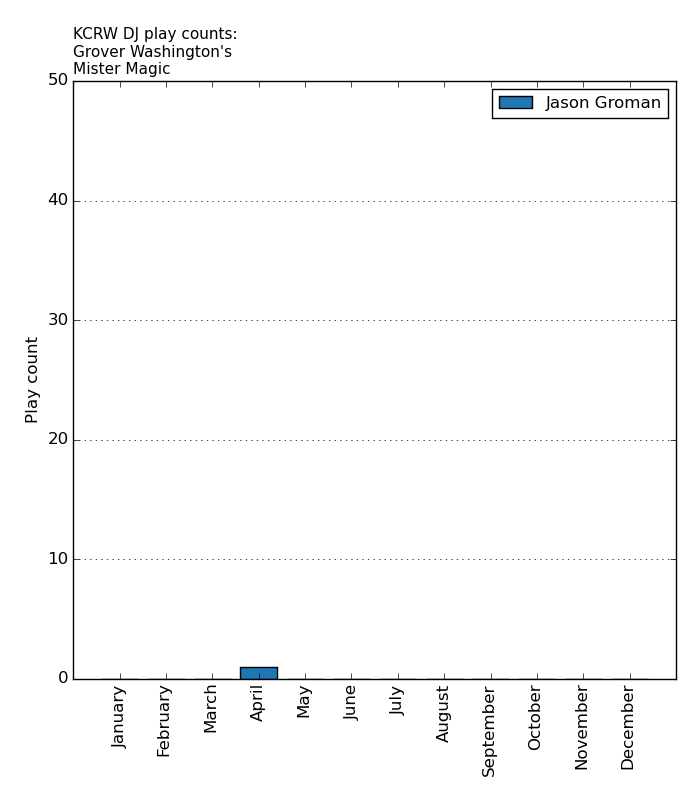 KCRW DJ play counts:
Grover Washington's
Mister Magic
Jason Groman
Play count
50
40
30
20
10
0
January
February
March
April
May
June
July
August
September
October
November
December